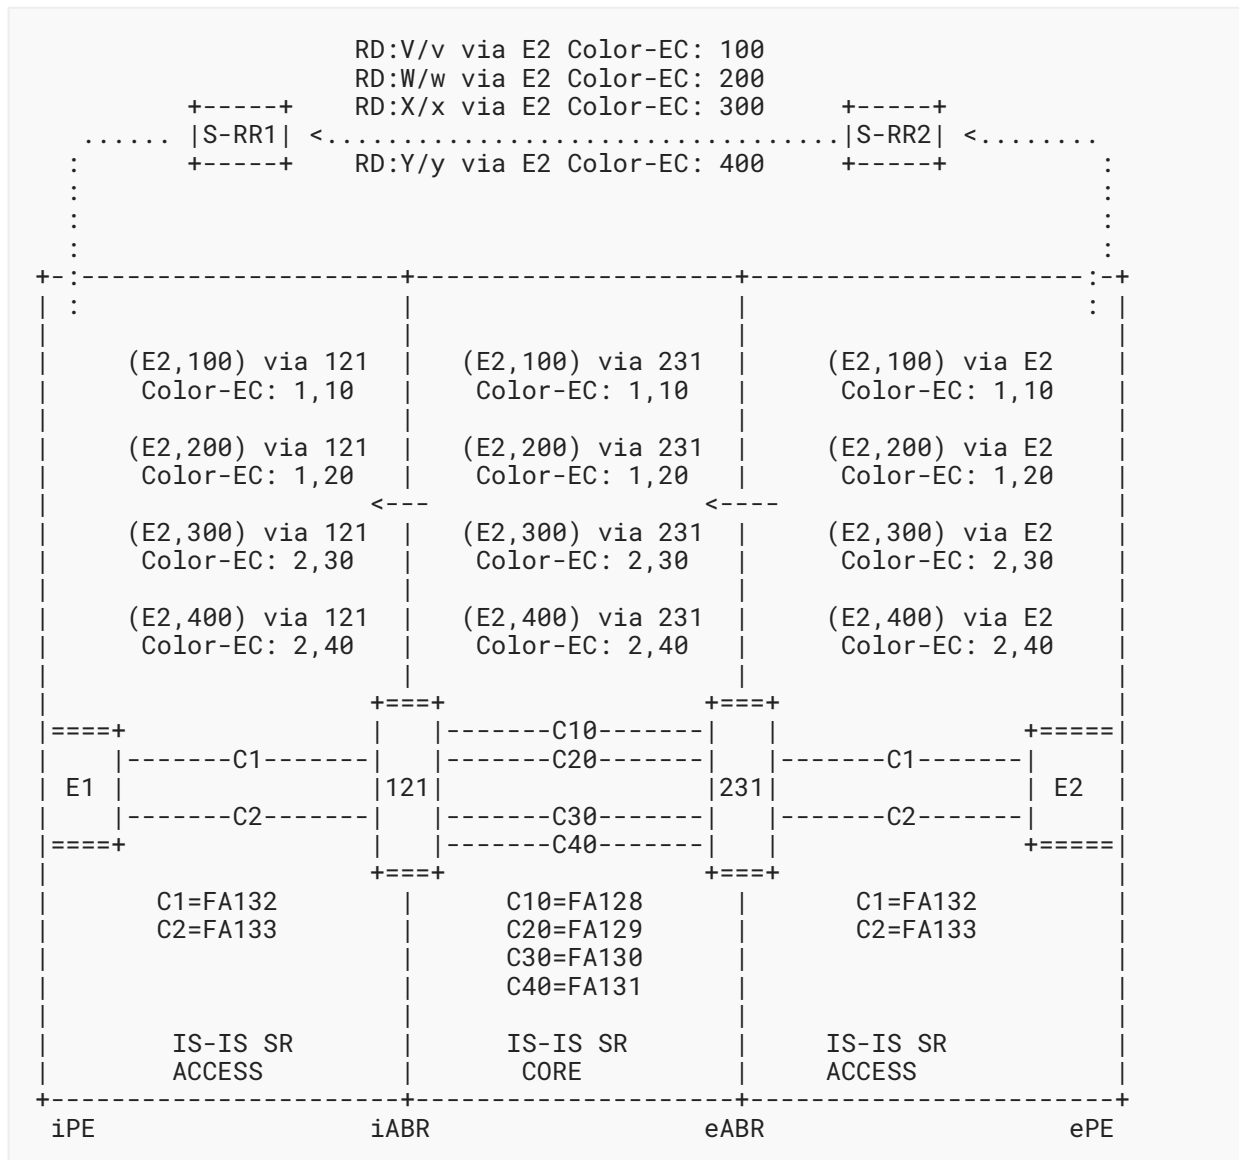 RD:V/v via E2 Color-EC: 100
                     RD:W/w via E2 Color-EC: 200
          +-----+    RD:X/x via E2 Color-EC: 300     +-----+
   ...... |S-RR1| <..................................|S-RR2| <........
  :       +-----+    RD:Y/y via E2 Color-EC: 400     +-----+          :
  :                                                                   :
  :                                                                   :
  :                                                                   :
+-:---------------------+----------------------+----------------------:-+
| :                     |                      |                      : |
|                       |                      |                        |
|     (E2,100) via 121  |   (E2,100) via 231   |     (E2,100) via E2    |
|      Color-EC: 1,10   |    Color-EC: 1,10    |      Color-EC: 1,10    |
|                       |                      |                        |
|     (E2,200) via 121  |   (E2,200) via 231   |     (E2,200) via E2    |
|      Color-EC: 1,20   |    Color-EC: 1,20    |      Color-EC: 1,20    |
|                     <---                   <----                      |
|     (E2,300) via 121  |   (E2,300) via 231   |     (E2,300) via E2    |
|      Color-EC: 2,30   |    Color-EC: 2,30    |      Color-EC: 2,30    |
|                       |                      |                        |
|     (E2,400) via 121  |   (E2,400) via 231   |     (E2,400) via E2    |
|      Color-EC: 2,40   |    Color-EC: 2,40    |      Color-EC: 2,40    |
|                       |                      |                        |
|                     +===+                  +===+                      |
|====+                |   |-------C10-------|   |                 +=====|
|    |-------C1-------|   |-------C20-------|   |-------C1-------|     |
| E1 |                |121|                  |231|                | E2  |
|    |-------C2-------|   |-------C30-------|   |-------C2-------|     |
|====+                |   |-------C40-------|   |                 +=====|
|                     +===+                  +===+                      |
|       C1=FA132        |      C10=FA128       |       C1=FA132         |
|       C2=FA133        |      C20=FA129       |       C2=FA133         |
|                       |      C30=FA130       |                        |
|                       |      C40=FA131       |                        |
|                       |                      |                        |
|        IS-IS SR       |      IS-IS SR        |     IS-IS SR           |
|        ACCESS         |       CORE           |     ACCESS             |
+-----------------------+----------------------+------------------------+
 iPE                  iABR                   eABR                   ePE